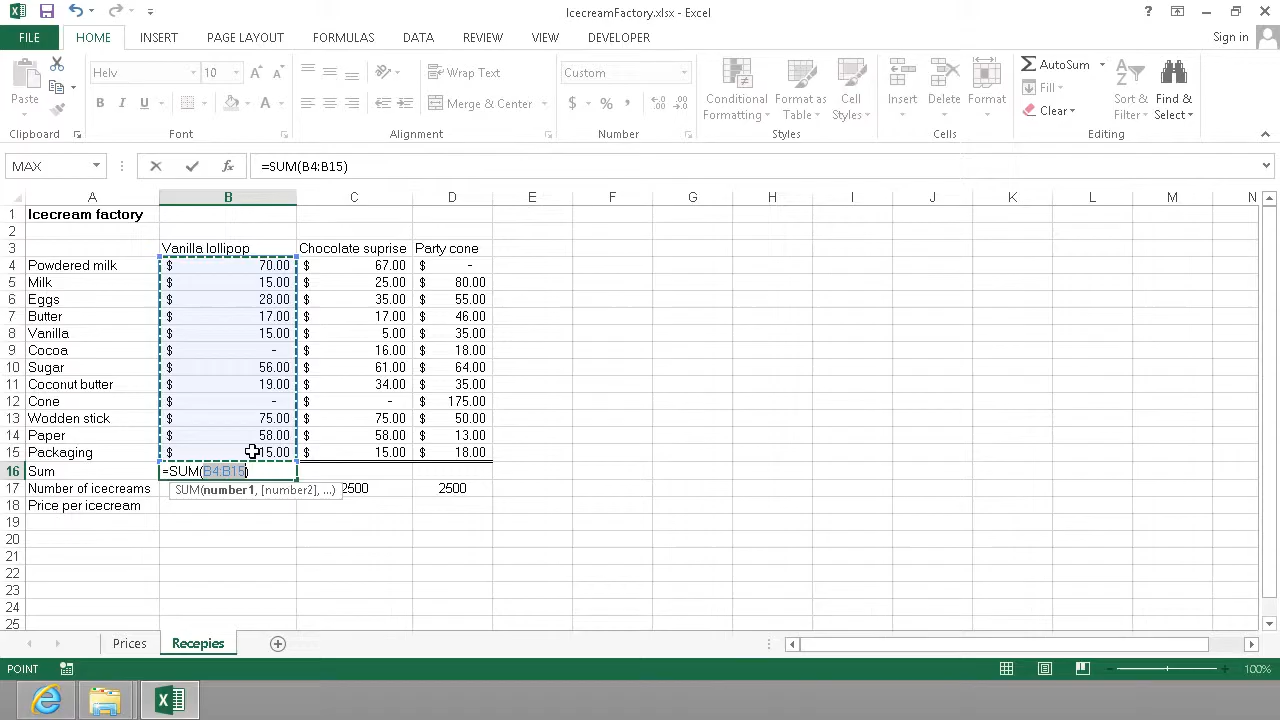 IcecreamFactory.xlsx - Excel
?
FILE HOME INSERT PAGE LAYOUT FORMULAS DATA REVIEW VIEW DEVELOPER Sign in
Paste
Clipboard
Helv 10 A A
B I U A
Font
Wrap Text
Merge & Center
Alignment
Custom
$ % ,
Number
Conditional Formatting
Format as Table
Cell Styles
Styles
Insert Delete Format
Cells
AutoSum
Fill
Clear
Sort & Filter
Find & Select
Editing
MAX fx =SUM(B4:B15)
A B C D E F G H I J K L M N
1 Icecream factory
2
3 Vanilla lollipop Chocolate suprise Party cone
4 Powdered milk $ 70.00 $ 67.00 $ -
5 Milk $ 15.00 $ 25.00 $ 80.00
6 Eggs $ 28.00 $ 35.00 $ 55.00
7 Butter $ 17.00 $ 17.00 $ 46.00
8 Vanilla $ 15.00 $ 5.00 $ 35.00
9 Cocoa $ - $ 16.00 $ 18.00
10 Sugar $ 56.00 $ 61.00 $ 64.00
11 Coconut butter $ 19.00 $ 34.00 $ 35.00
12 Cone $ - $ - $ 175.00
13 Wodden stick $ 75.00 $ 75.00 $ 50.00
14 Paper $ 58.00 $ 58.00 $ 13.00
15 Packaging $ 15.00 $ 15.00 $ 18.00
16 Sum =SUM(B4:B15)
17 Number of icecreams 2500 2500
SUM(number1, [number2], ...)
18 Price per icecream
19
20
21
22
23
24
25
Prices Recepies
POINT 100%